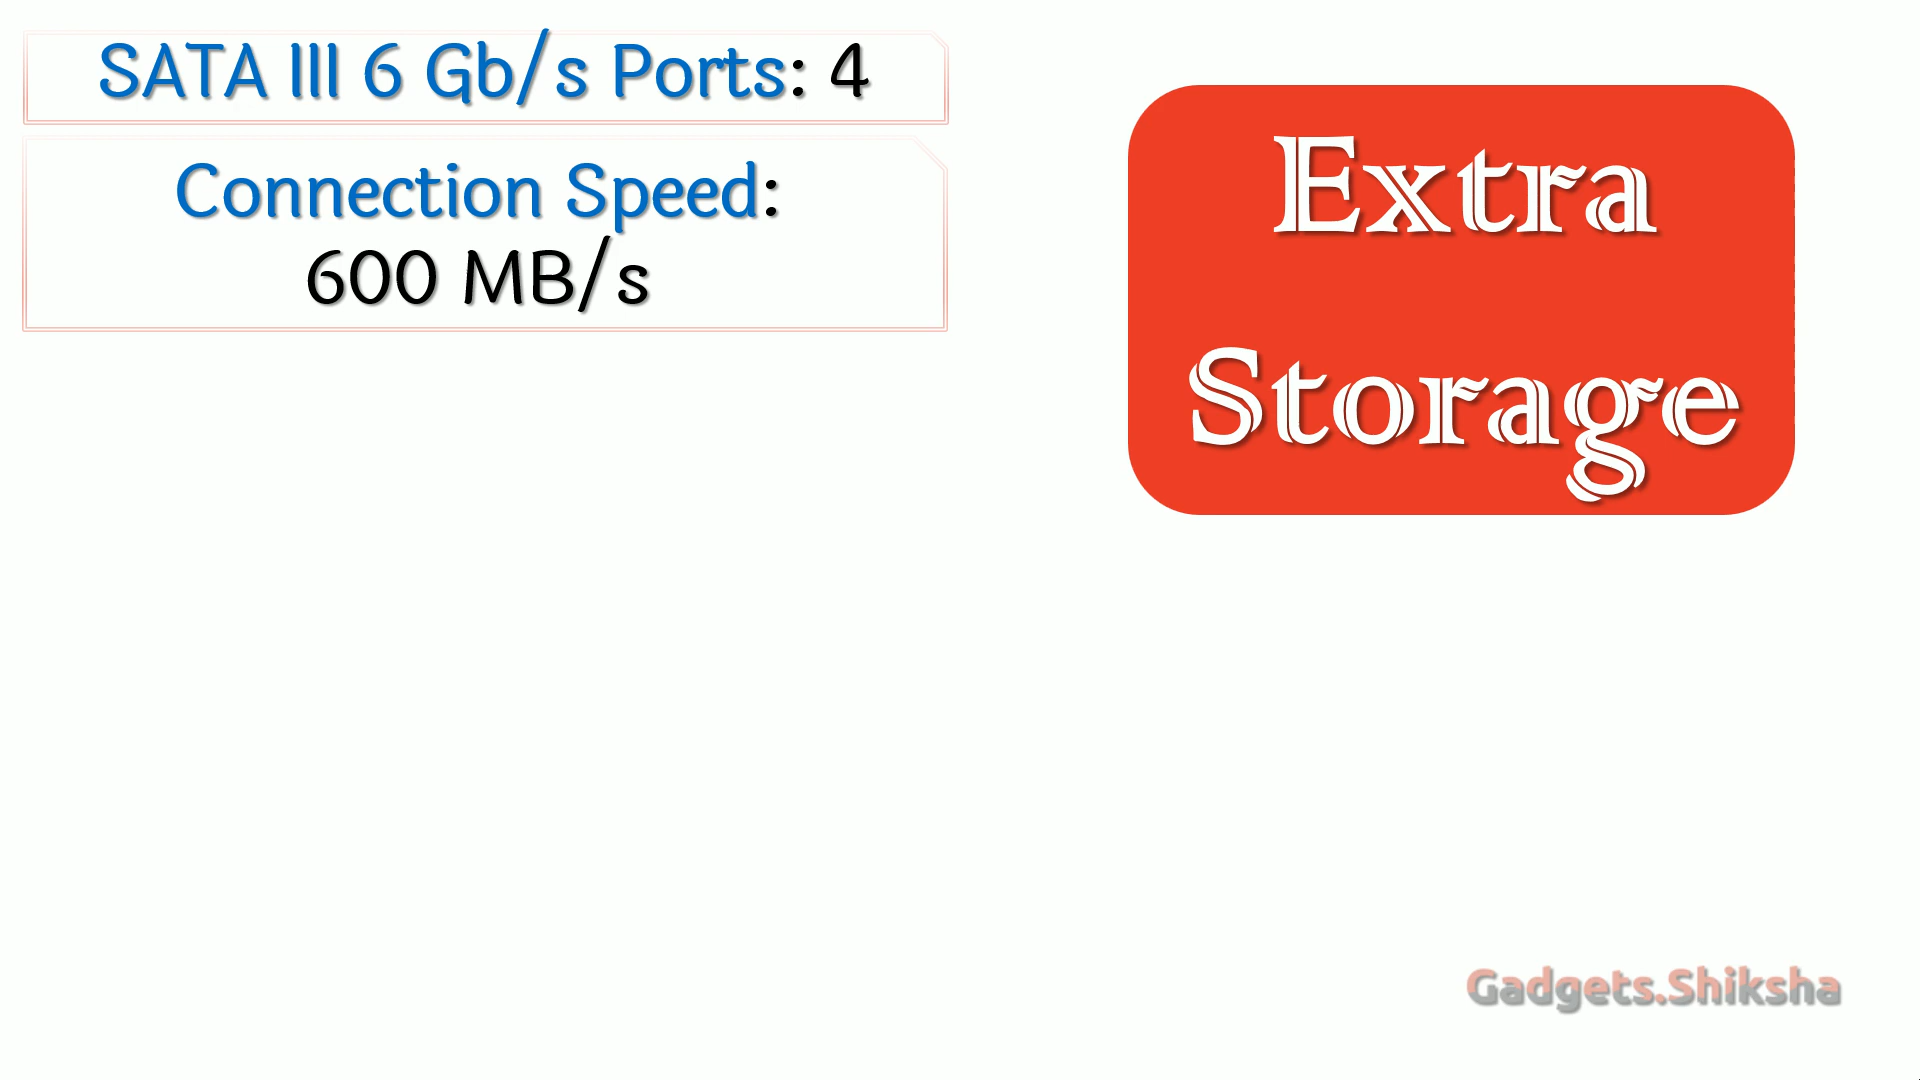 SATA III 6 Gb/s Ports: 4
Connection Speed:
600 MB/s
Extra
Storage
Gadgets.Shiksha